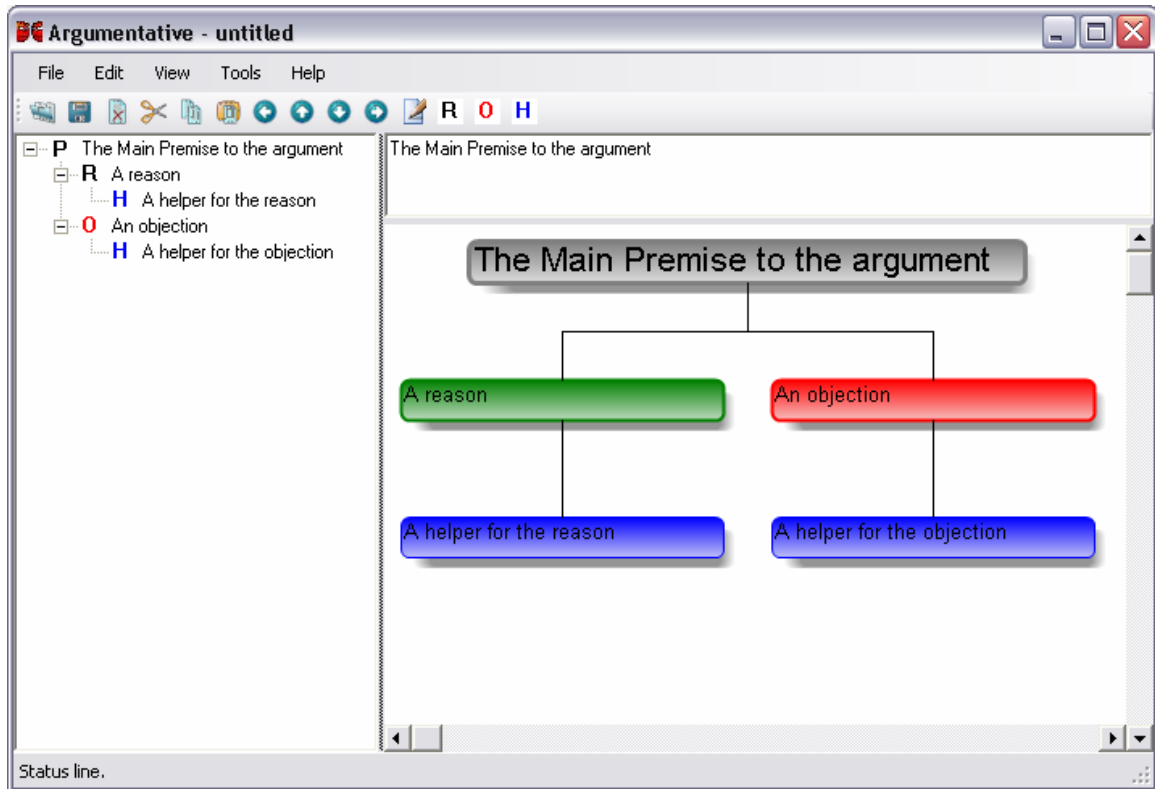 Argumentative - untitled
File Edit View Tools Help
R O H
P The Main Premise to the argument
R A reason
H A helper for the reason
O An objection
H A helper for the objection
The Main Premise to the argument
The Main Premise to the argument
A reason
An objection
A helper for the reason
A helper for the objection
Status line.